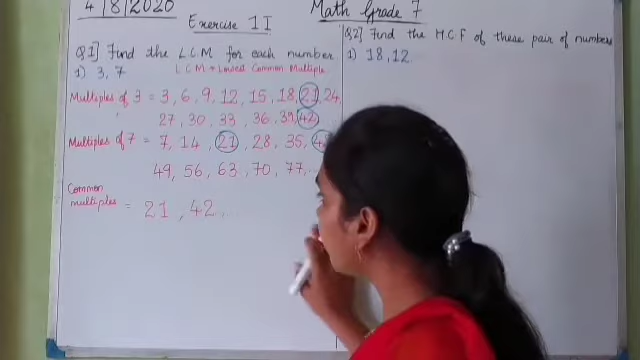 4/8/2020
Math Grade 7
Exercise 1I
Q1] Find the LCM for each number
1) 3, 7 LCM = Lowest Common Multiple
Multiples of 3 = 3, 6, 9, 12, 15, 18, 21, 24,
27, 30, 33, 36, 39, 42,
Multiples of 7 = 7, 14, 21, 28, 35,
49, 56, 63, 70, 77, ...
Common
multiples = 21, 42 ...
Q2] Find the HCF of these pair of numbers
1) 18, 12